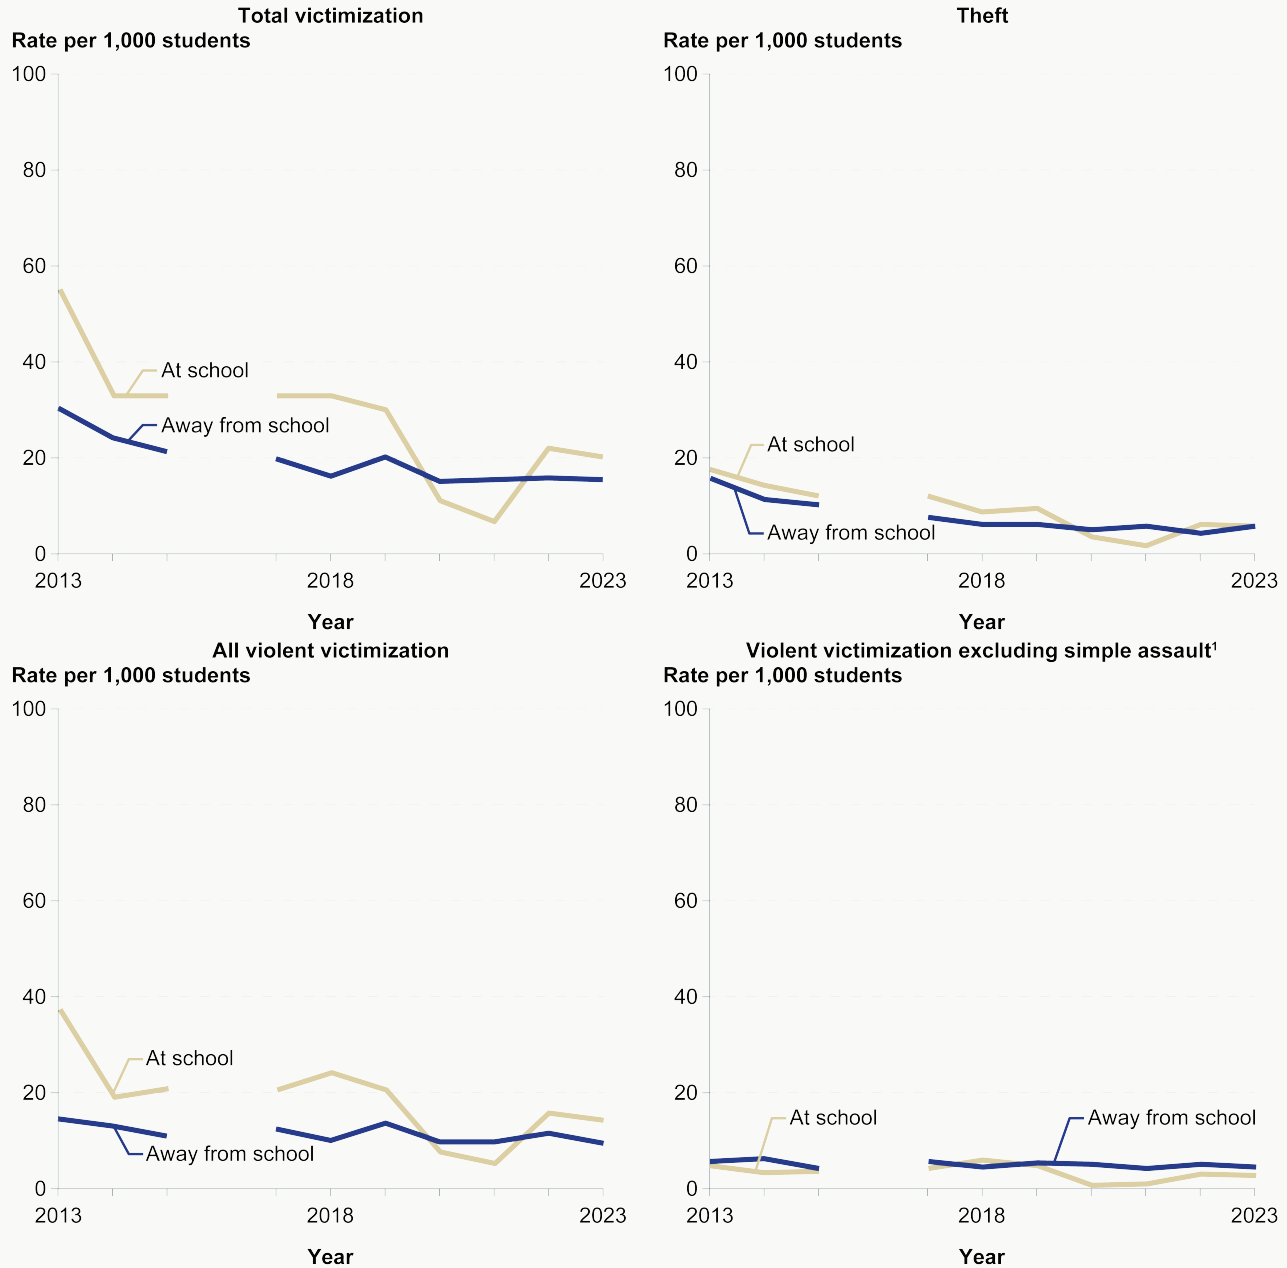 Total victimization
Rate per 1,000 students
100
80
60
40
20
0
At school
Away from school
2013
2018
2023
Year
Theft
Rate per 1,000 students
100
80
60
40
20
0
At school
Away from school
2013
2018
2023
Year
All violent victimization
Rate per 1,000 students
100
80
60
40
20
0
At school
Away from school
2013
2018
2023
Year
Violent victimization excluding simple assault¹
Rate per 1,000 students
100
80
60
40
20
0
At school
Away from school
2013
2018
2023
Year